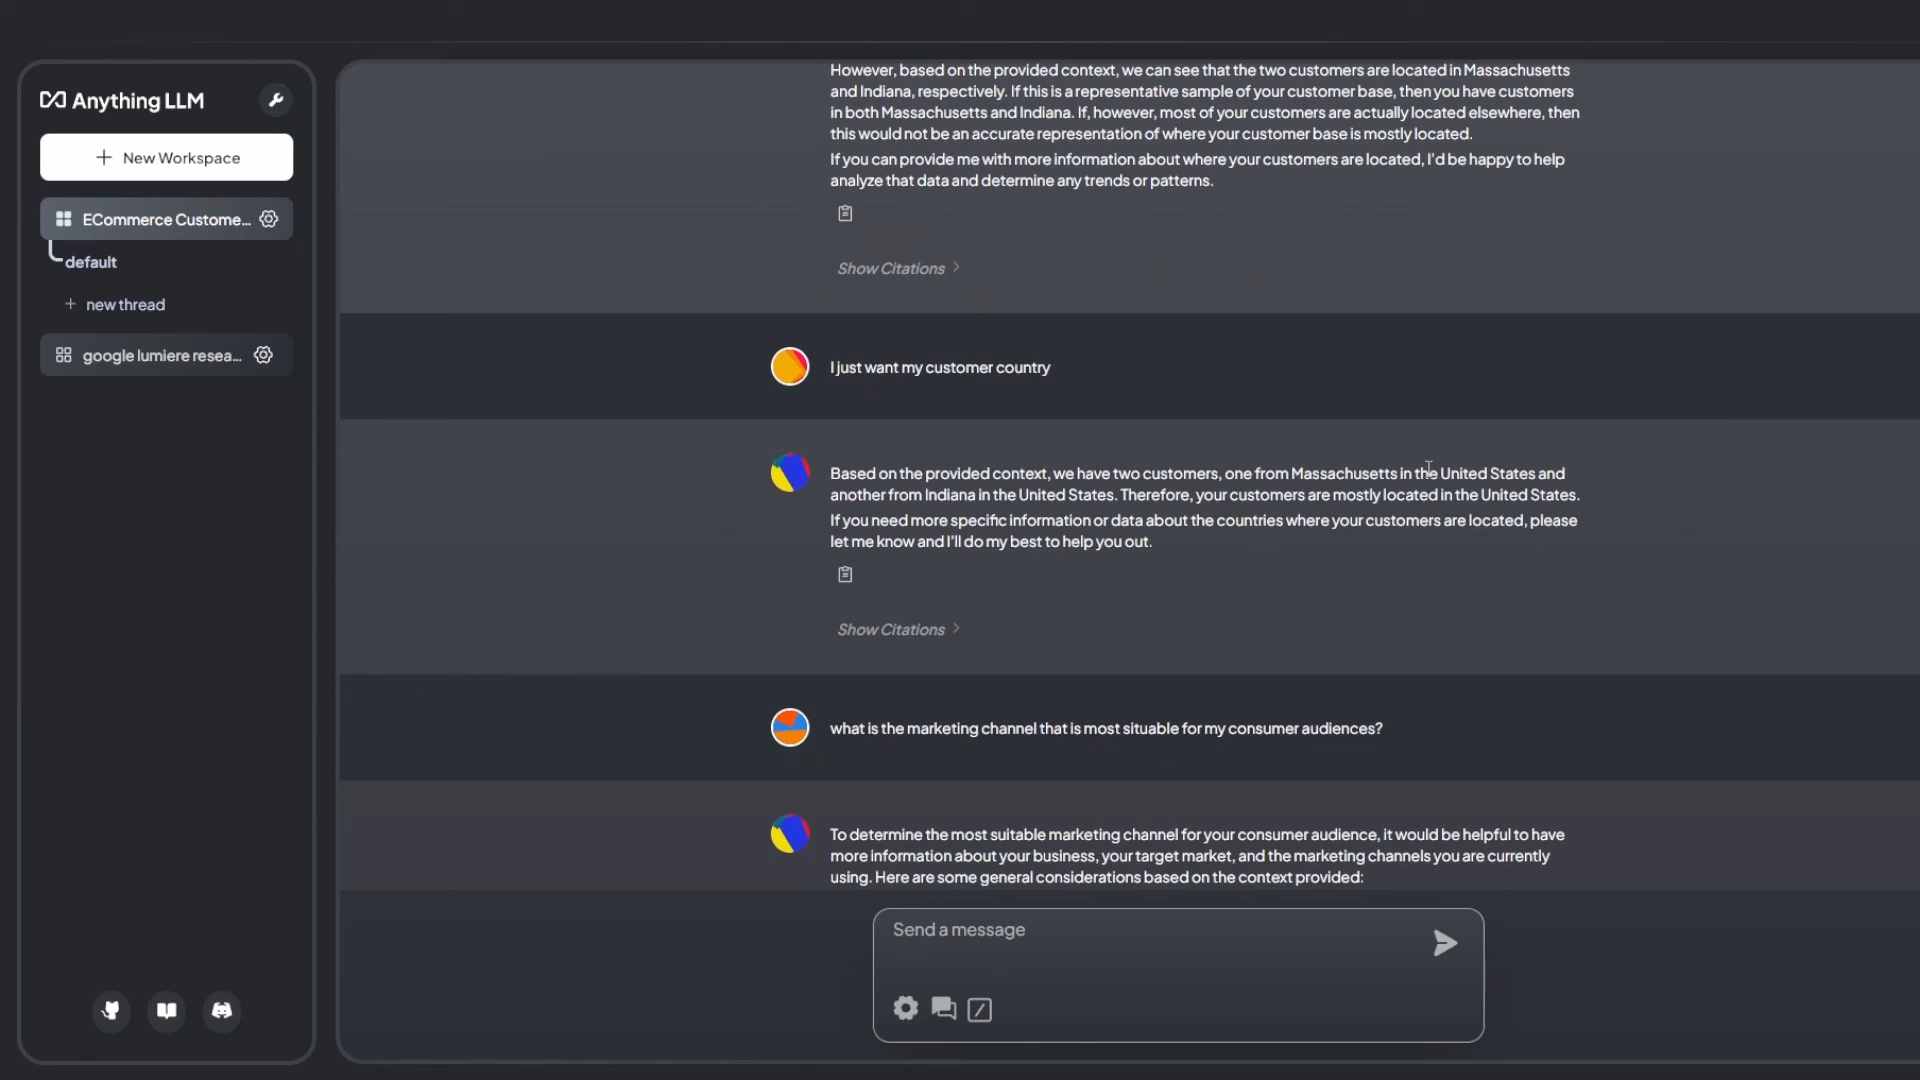 Anything LLM
New Workspace
ECommerce Custome...
default
new thread
google lumiere resea...
However, based on the provided context, we can see that the two customers are located in Massachusetts
and Indiana, respectively. If this is a representative sample of your customer base, then you have customers
in both Massachusetts and Indiana. If, however, most of your customers are actually located elsewhere, then
this would not be an accurate representation of where your customer base is mostly located.
If you can provide me with more information about where your customers are located, I'd be happy to help
analyze that data and determine any trends or patterns.
Show Citations
I just want my customer country
Based on the provided context, we have two customers, one from Massachusetts in the United States and
another from Indiana in the United States. Therefore, your customers are mostly located in the United States.
If you need more specific information or data about the countries where your customers are located, please
let me know and I'll do my best to help you out.
Show Citations
what is the marketing channel that is most situable for my consumer audiences?
To determine the most suitable marketing channel for your consumer audience, it would be helpful to have
more information about your business, your target market, and the marketing channels you are currently
using. Here are some general considerations based on the context provided:
Send a message